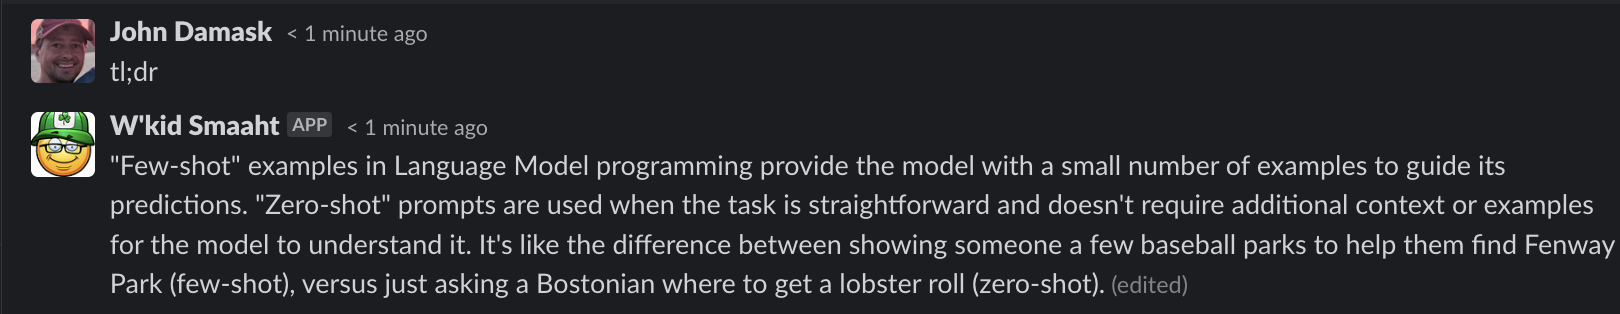 John Damask < 1 minute ago
tl;dr
W'kid Smaaht APP < 1 minute ago
"Few-shot" examples in Language Model programming provide the model with a small number of examples to guide its
predictions. "Zero-shot" prompts are used when the task is straightforward and doesn't require additional context or examples
for the model to understand it. It's like the difference between showing someone a few baseball parks to help them find Fenway
Park (few-shot), versus just asking a Bostonian where to get a lobster roll (zero-shot). (edited)